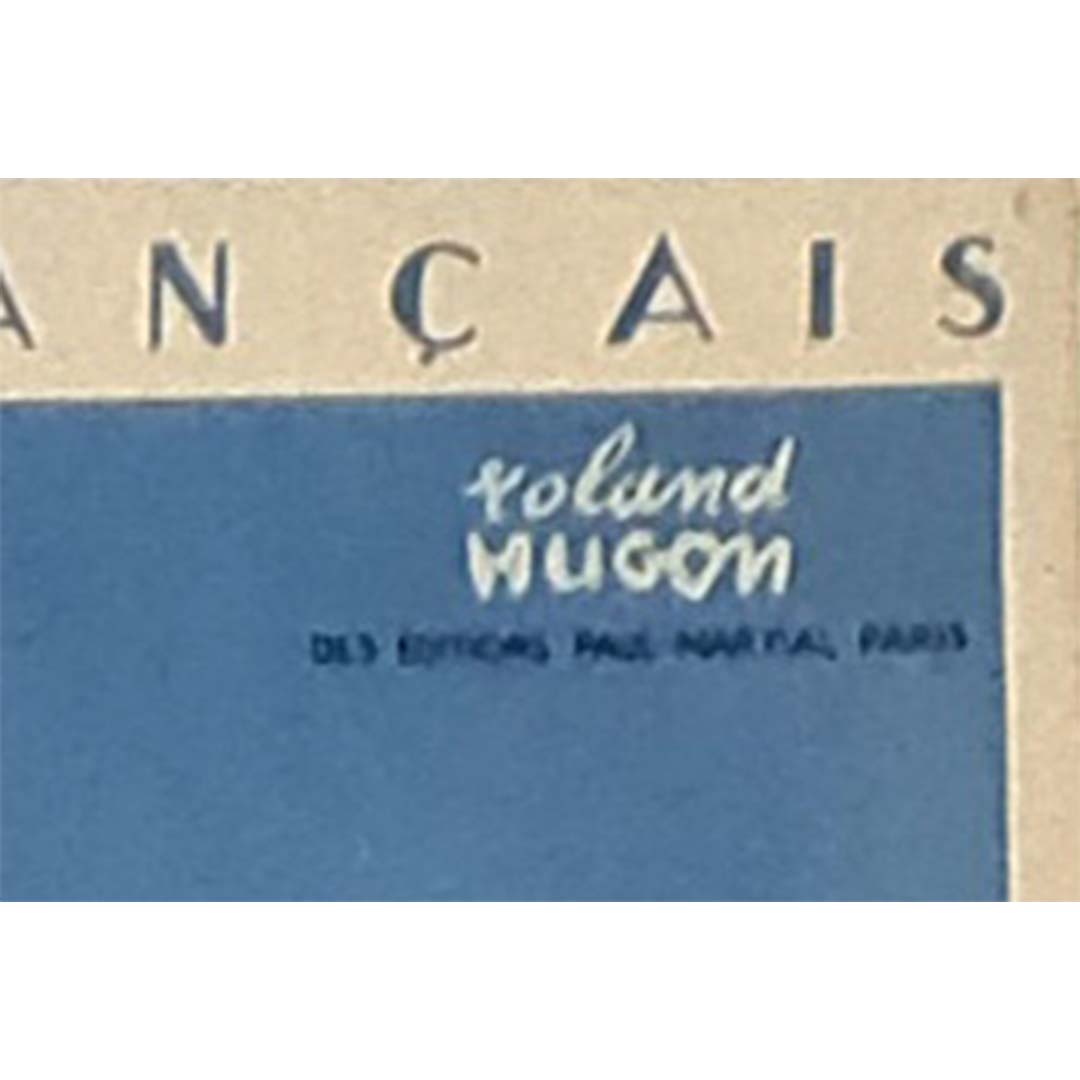 ANÇAIS
roland
HUGON
DES EDITIONS PAUL-MARTIAL, PARIS